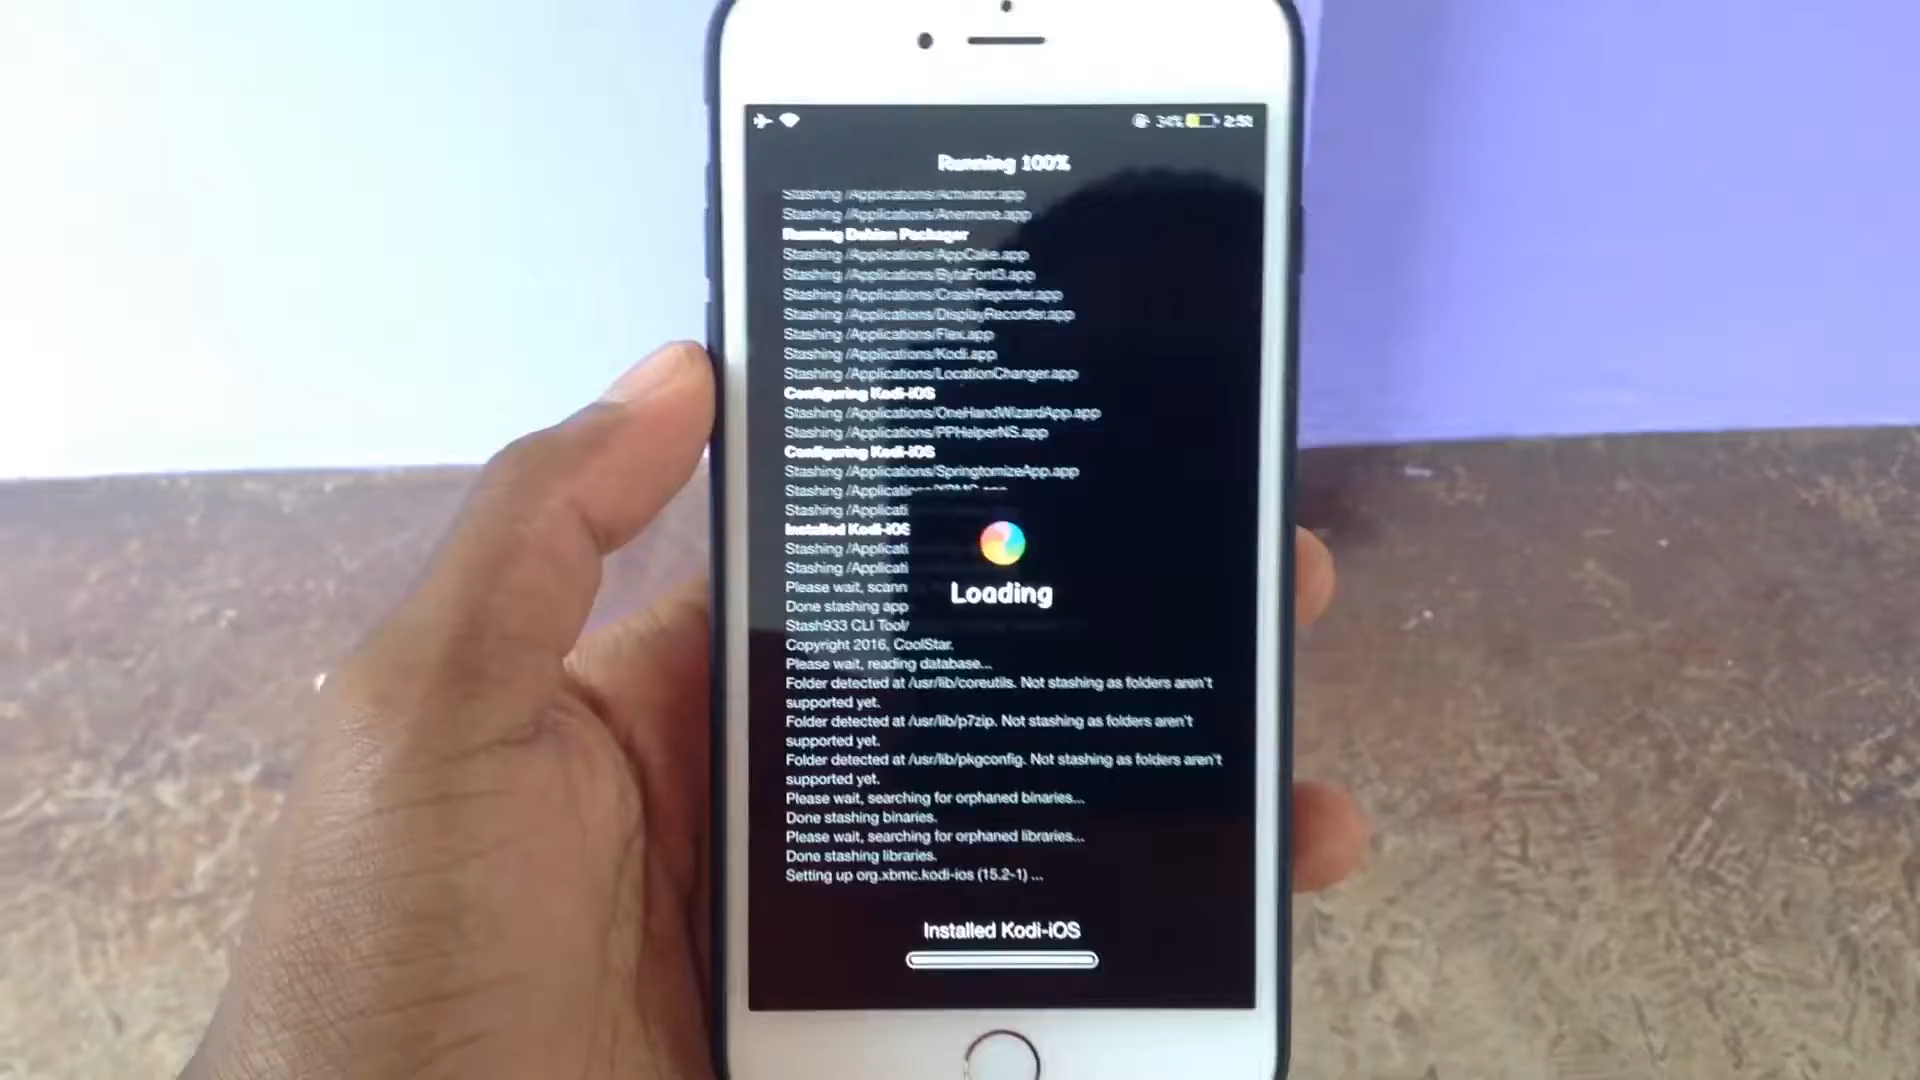 34% 2:50
Running 100%
Stashing /Applications/Activator.app
Stashing /Applications/Anemone.app
Running Debian Packager
Stashing /Applications/AppCake.app
Stashing /Applications/BytaFont3.app
Stashing /Applications/CrashReporter.app
Stashing /Applications/DisplayRecorder.app
Stashing /Applications/Flex.app
Stashing /Applications/Kodi.app
Stashing /Applications/LocationChanger.app
Configuring Kodi-iOS
Stashing /Applications/OneHandWizardApp.app
Stashing /Applications/PPHelperNS.app
Configuring Kodi-iOS
Stashing /Applications/SpringtomizeApp.app
Stashing /Applications/XBMC.app
Stashing /Applicati
Installed Kodi-iOS
Stashing /Applicati
Stashing /Applicati
Please wait, scann
Done stashing app
Stash933 CLI Tool/
Loading
Copyright 2016, CoolStar.
Please wait, reading database...
Folder detected at /usr/lib/coreutils. Not stashing as folders aren't
supported yet.
Folder detected at /usr/lib/p7zip. Not stashing as folders aren't
supported yet.
Folder detected at /usr/lib/pkgconfig. Not stashing as folders aren't
supported yet.
Please wait, searching for orphaned binaries...
Done stashing binaries.
Please wait, searching for orphaned libraries...
Done stashing libraries.
Setting up org.xbmc.kodi-ios (15.2-1) ...
Installed Kodi-iOS